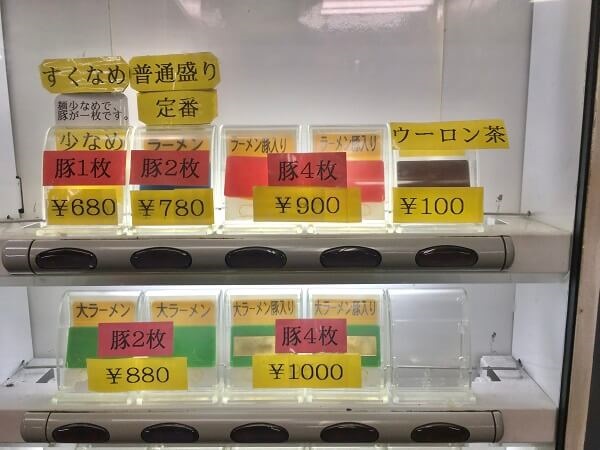 すくなめ
麺少なめで、
豚が一枚です。
少なめ
豚1枚
￥680
普通盛り
定番
ラーメン
豚2枚
￥780
ラーメン豚入り
ラーメン豚入り
豚4枚
￥900
ウーロン茶
￥100
大ラーメン
大ラーメン
豚2枚
￥880
大ラーメン豚入り
大ラーメン豚入り
豚4枚
￥1000